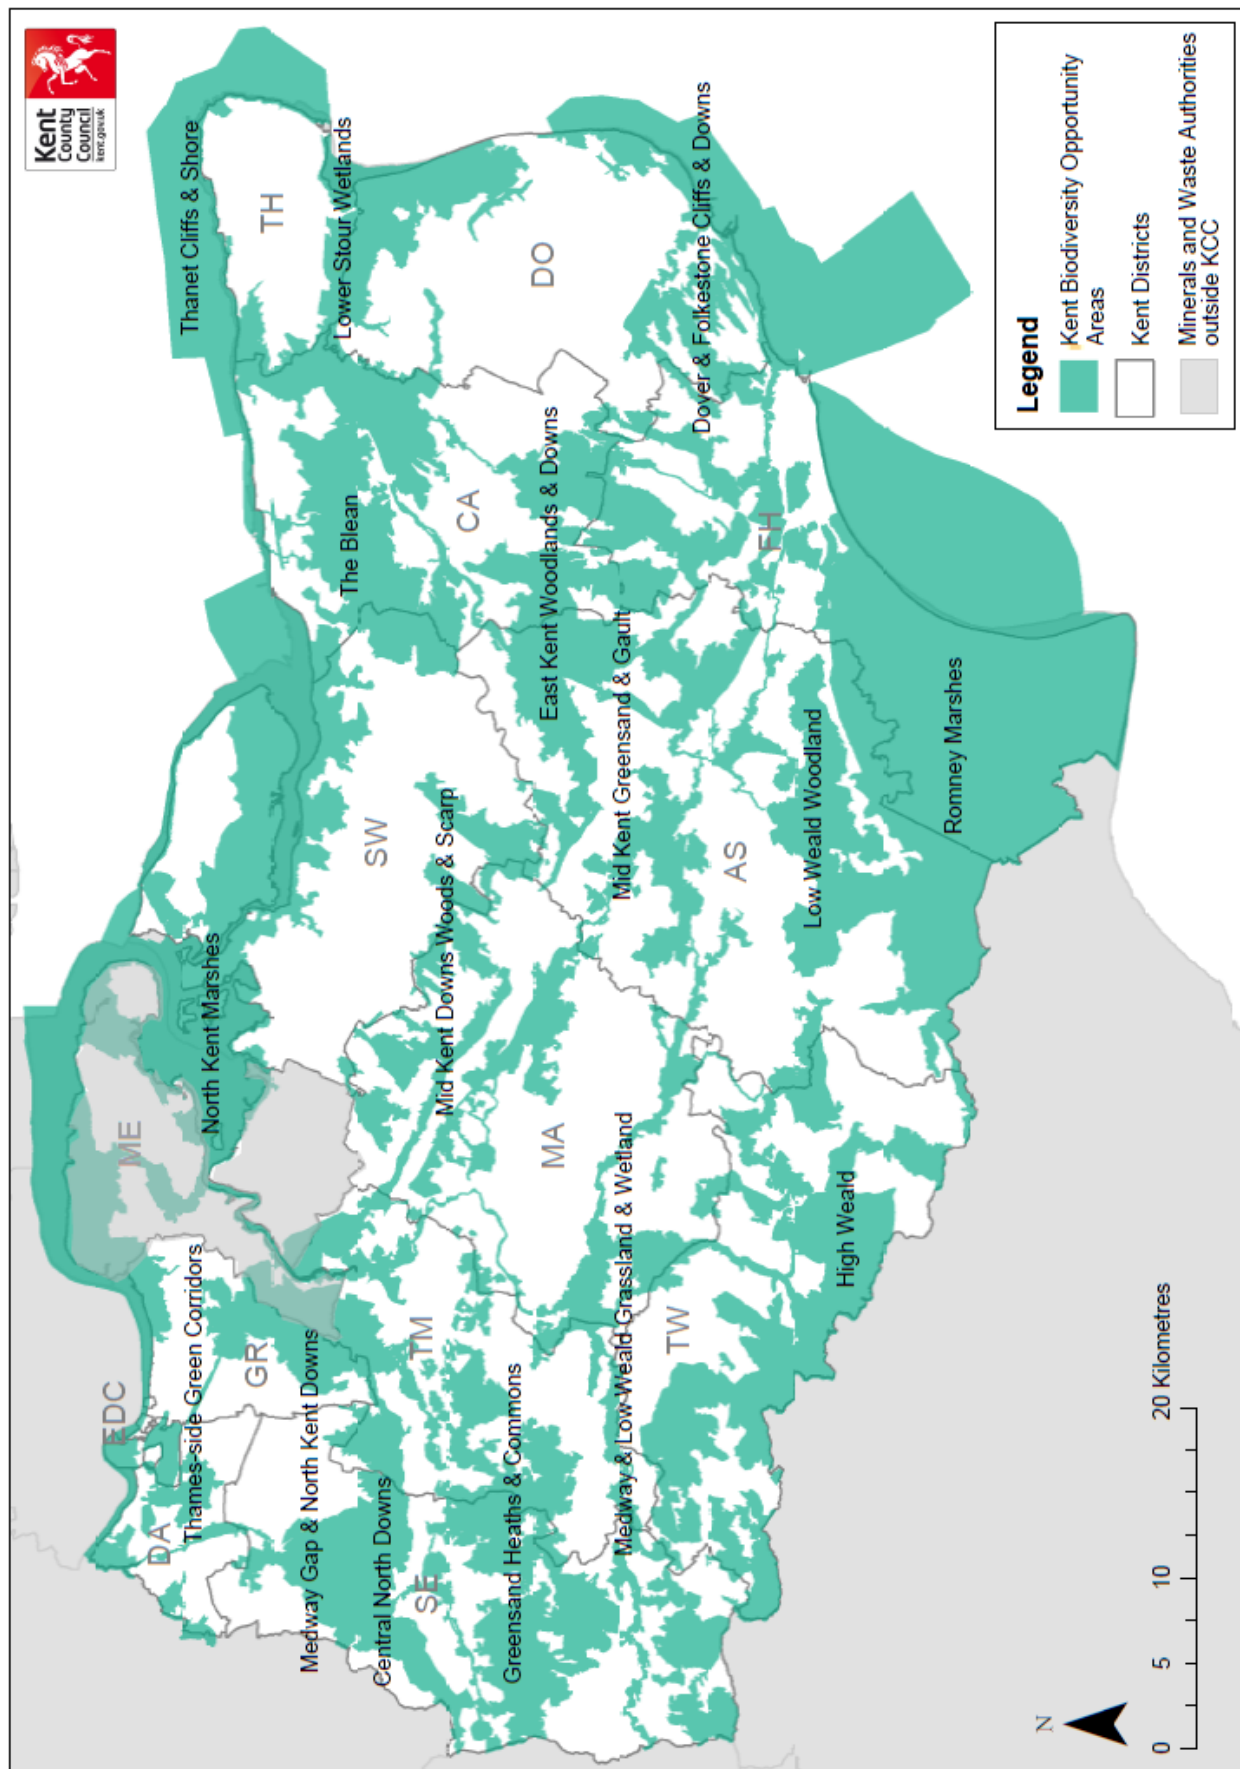 Kent
County
Council
kent.gov.uk
Thanet Cliffs & Shore
TH
Lower Stour Wetlands
DO
Dover & Folkestone Cliffs & Downs
The Blean
CA
East Kent Woodlands & Downs
FH
Mid Kent Greensand & Gault
SW
Mid Kent Downs Woods & Scarp
AS
Low Weald Woodland
Romney Marshes
North Kent Marshes
ME
MA
Medway & Low Weald Grassland & Wetland
High Weald
EDC
Thames-side Green Corridors
GR
DA
Medway Gap & North Kent Downs
TM
Central North Downs
SE
Greensand Heaths & Commons
TW
Legend
Kent Biodiversity Opportunity
Areas
Kent Districts
Minerals and Waste Authorities
outside KCC
N
0 5 10 20 Kilometres